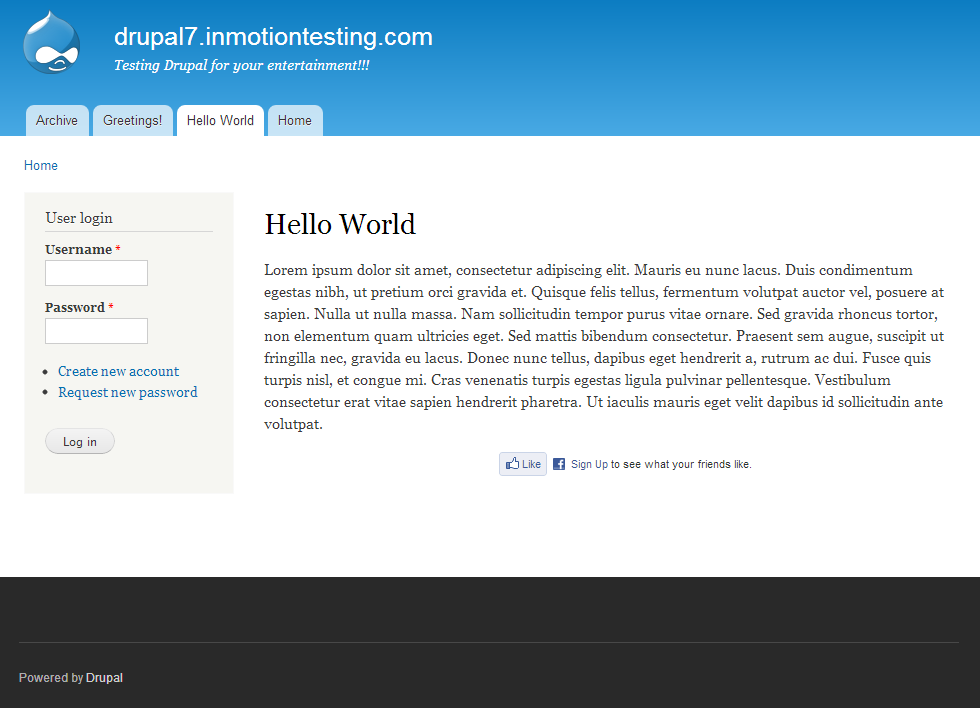 drupal7.inmotiontesting.com
Testing Drupal for your entertainment!!!
Archive Greetings! Hello World Home
Home
User login
Username *
Password *
Create new account
Request new password
Log in
Hello World
Lorem ipsum dolor sit amet, consectetur adipiscing elit. Mauris eu nunc lacus. Duis condimentum
egestas nibh, ut pretium orci gravida et. Quisque felis tellus, fermentum volutpat auctor vel, posuere at
sapien. Nulla ut nulla massa. Nam sollicitudin tempor purus vitae ornare. Sed gravida rhoncus tortor,
non elementum quam ultricies eget. Sed mattis bibendum consectetur. Praesent sem augue, suscipit ut
fringilla nec, gravida eu lacus. Donec nunc tellus, dapibus eget hendrerit a, rutrum ac dui. Fusce quis
turpis nisl, et congue mi. Cras venenatis turpis egestas ligula pulvinar pellentesque. Vestibulum
consectetur erat vitae sapien hendrerit pharetra. Ut iaculis mauris eget velit dapibus id sollicitudin ante
volutpat.
Like Sign Up to see what your friends like.
Powered by Drupal